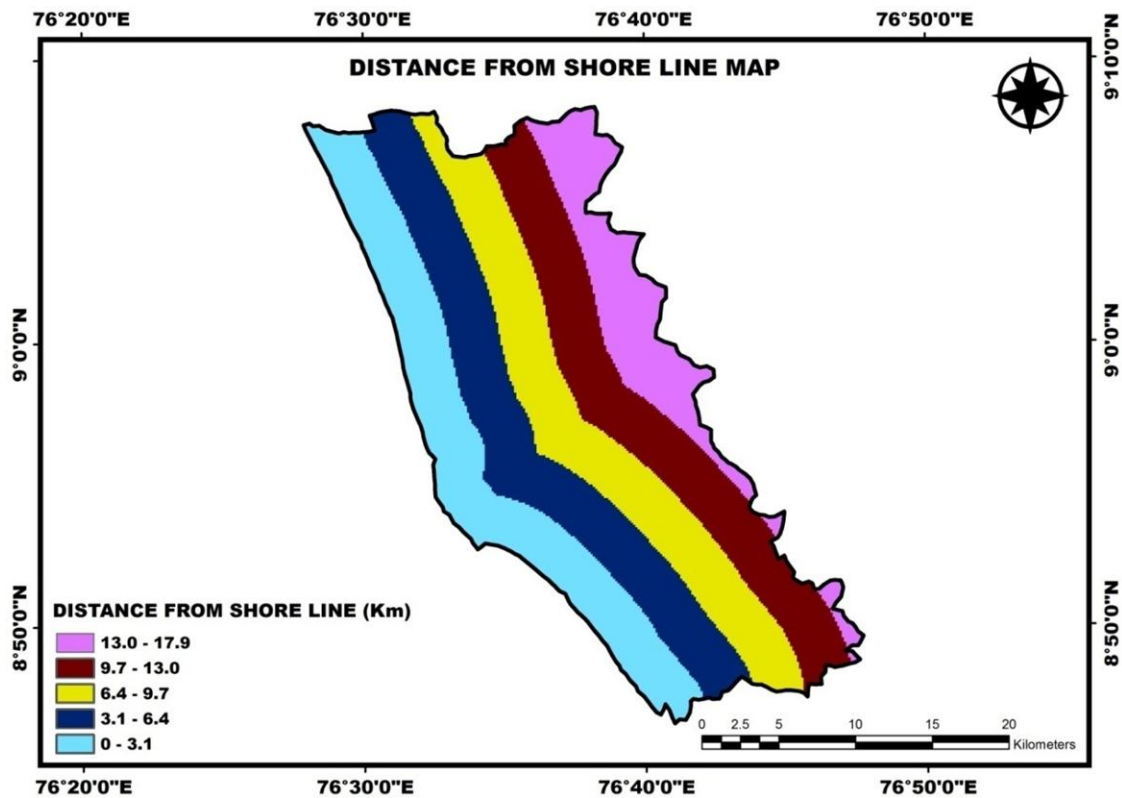 76°20'0"E 76°30'0"E 76°40'0"E 76°50'0"E
DISTANCE FROM SHORE LINE MAP
9°10'0"N
9°0'0"N
9°0'0"N
8°50'0"N
8°50'0"N
DISTANCE FROM SHORE LINE (Km)
13.0 - 17.9
9.7 - 13.0
6.4 - 9.7
3.1 - 6.4
0 - 3.1
0 2.5 5 10 15 20
Kilometers
76°20'0"E 76°30'0"E 76°40'0"E 76°50'0"E